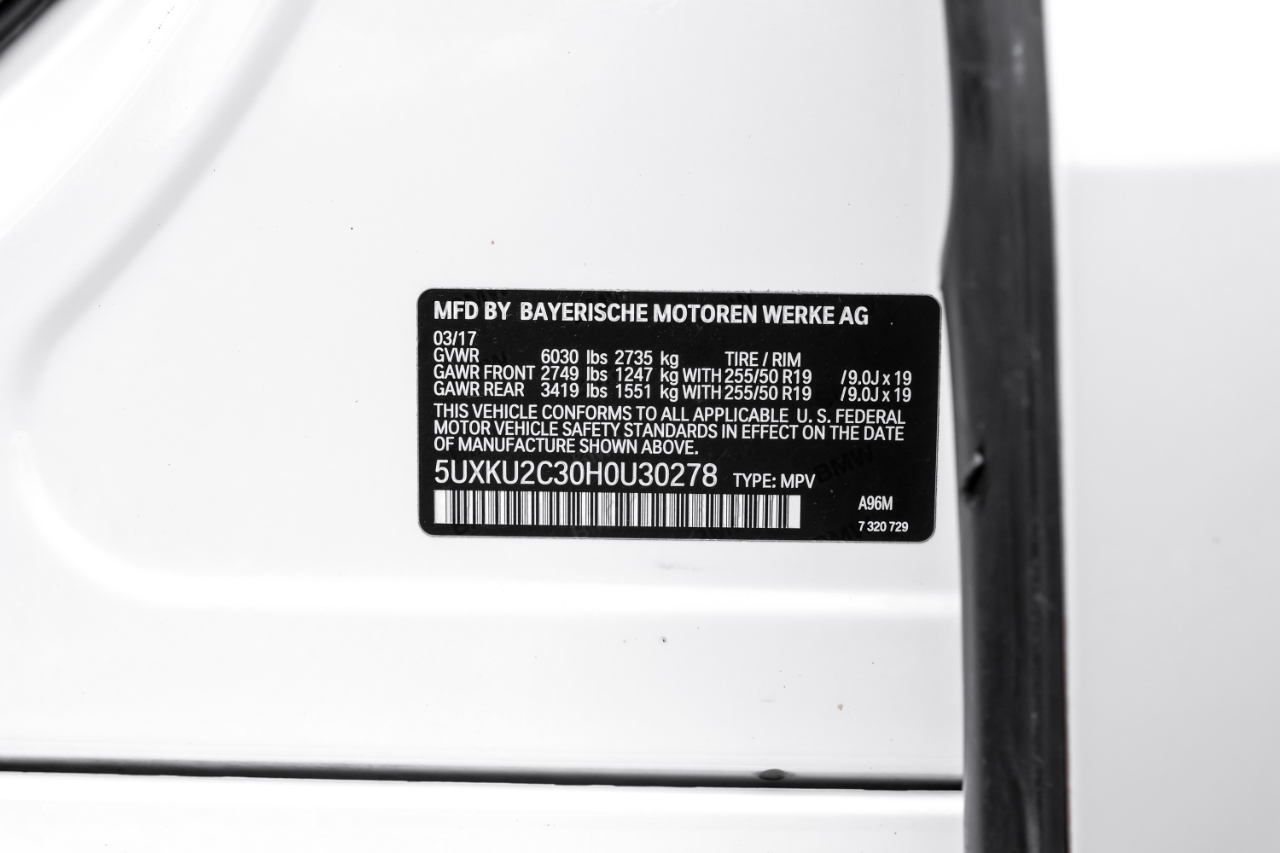 MFD BY BAYERISCHE MOTOREN WERKE AG
03/17
GVWR 6030 lbs 2735 kg TIRE / RIM
GAWR FRONT 2749 lbs 1247 kg WITH 255/50 R19 /9.0J x 19
GAWR REAR 3419 lbs 1551 kg WITH 255/50 R19 /9.0J x 19
THIS VEHICLE CONFORMS TO ALL APPLICABLE U. S. FEDERAL
MOTOR VEHICLE SAFETY STANDARDS IN EFFECT ON THE DATE
OF MANUFACTURE SHOWN ABOVE.
5UXKU2C30H0U30278 TYPE: MPV
A96M
7 320 729